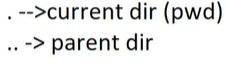 . -->current dir (pwd)
.. -> parent dir